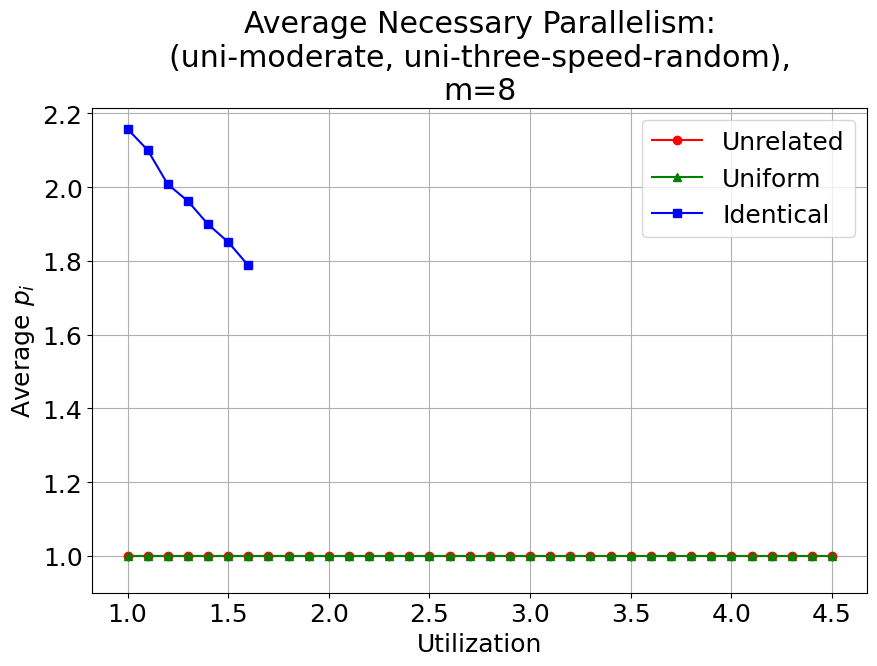 Average Necessary Parallelism:
(uni-moderate, uni-three-speed-random),
m=8
Unrelated
Uniform
Identical
Average p_i
2.2
2.0
1.8
1.6
1.4
1.2
1.0
1.0 1.5 2.0 2.5 3.0 3.5 4.0 4.5
Utilization